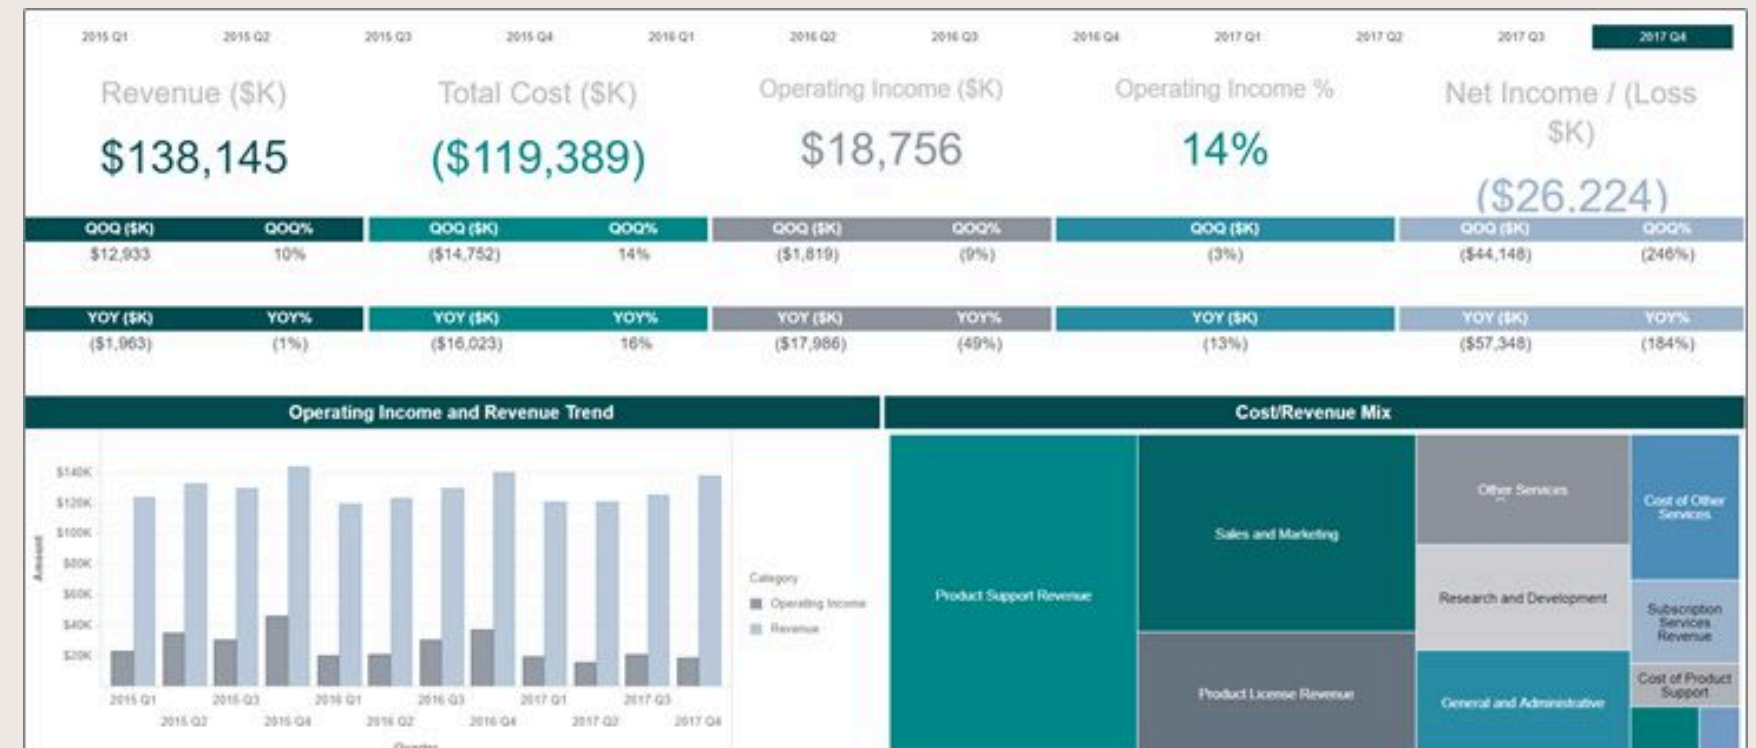 2015 Q1 2015 Q2 2015 Q3 2015 Q4 2016 Q1 2016 Q2 2016 Q3 2016 Q4 2017 Q1 2017 Q2 2017 Q3 2017 Q4
Revenue ($K) Total Cost ($K) Operating Income ($K) Operating Income % Net Income / (Loss
$K)
$138,145 ($119,389) $18,756 14% ($26,224)
QOQ ($K) QOQ% QOQ ($K) QOQ% QOQ ($K) QOQ% QOQ ($K) QOQ ($K) QOQ%
$12,933 10% ($14,752) 14% ($1,819) (9%) (3%) ($44,148) (246%)
YOY ($K) YOY% YOY ($K) YOY% YOY ($K) YOY% YOY ($K) YOY ($K) YOY%
($1,963) (1%) ($16,023) 16% ($17,986) (49%) (13%) ($57,348) (184%)
Operating Income and Revenue Trend
$140K
$120K
$100K
$80K
$60K
$40K
$20K
Amount
2015 Q1 2015 Q3 2016 Q1 2016 Q3 2017 Q1 2017 Q3
2015 Q2 2015 Q4 2016 Q2 2016 Q4 2017 Q2 2017 Q4
Quarter
Category
Operating Income
Revenue
Cost/Revenue Mix
Product Support Revenue
Sales and Marketing
Product License Revenue
Other Services
Research and Development
General and Administrative
Cost of Other
Services
Subscription
Services
Revenue
Cost of Product
Support